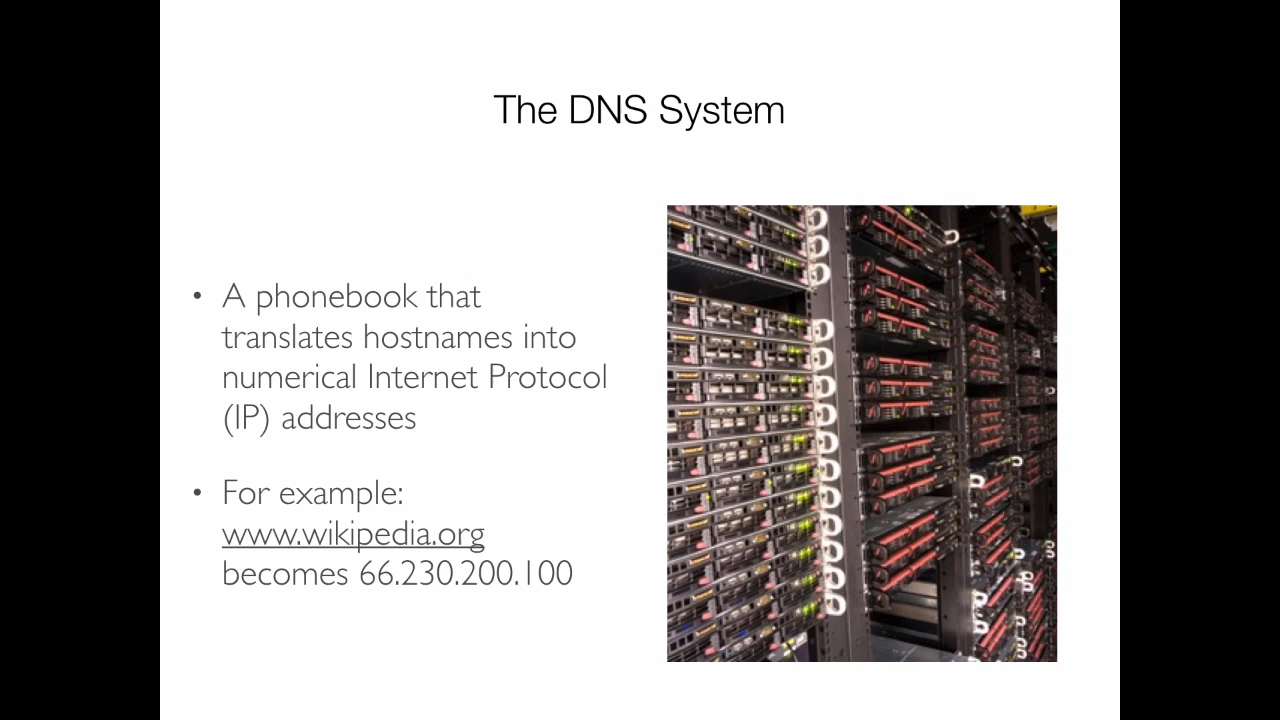 The DNS System
• A phonebook that
translates hostnames into
numerical Internet Protocol
(IP) addresses
• For example:
www.wikipedia.org
becomes 66.230.200.100